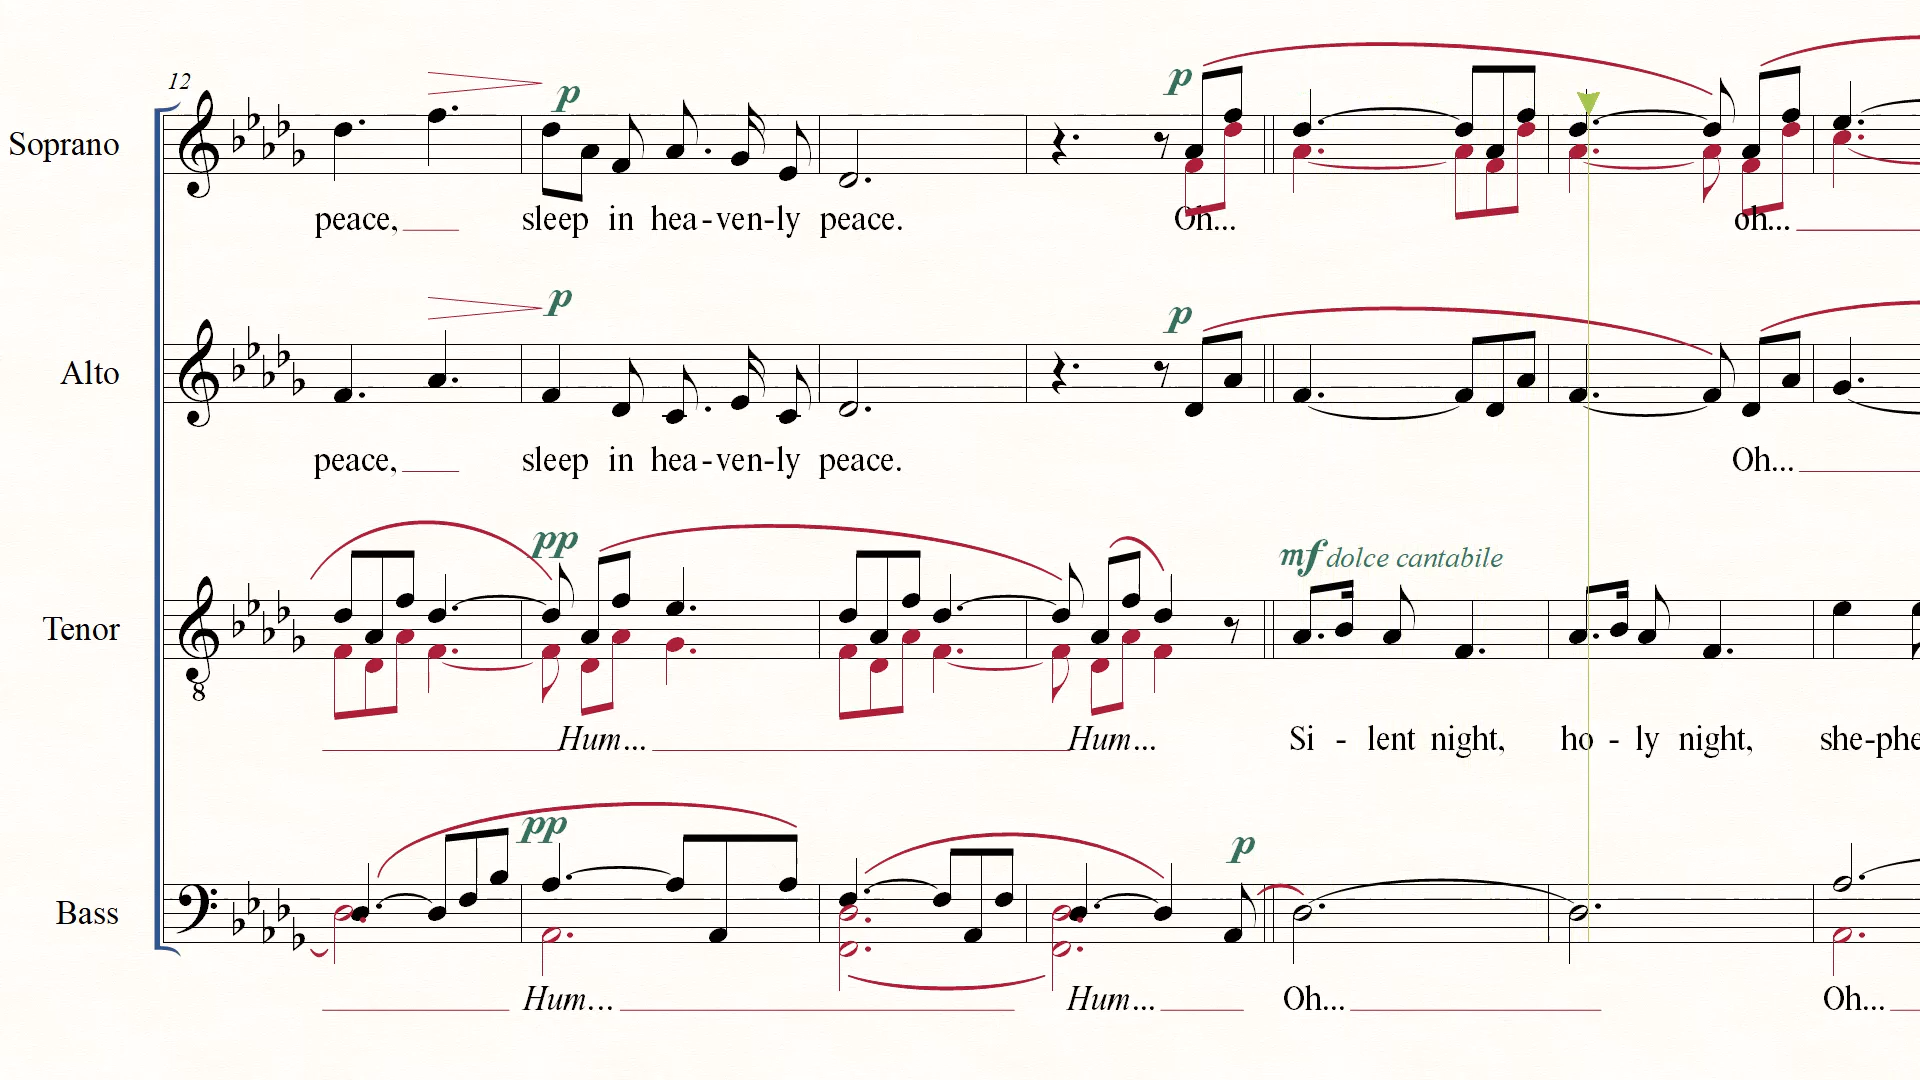 12
p
p
Soprano
peace, sleep in hea-ven-ly peace. Oh... oh...
p
p
Alto
peace, sleep in hea-ven-ly peace. Oh...
pp
mf dolce cantabile
Tenor
8
Hum... Hum... Si - lent night, ho - ly night, she-phe
pp
p
Bass
Hum... Hum... Oh... Oh...